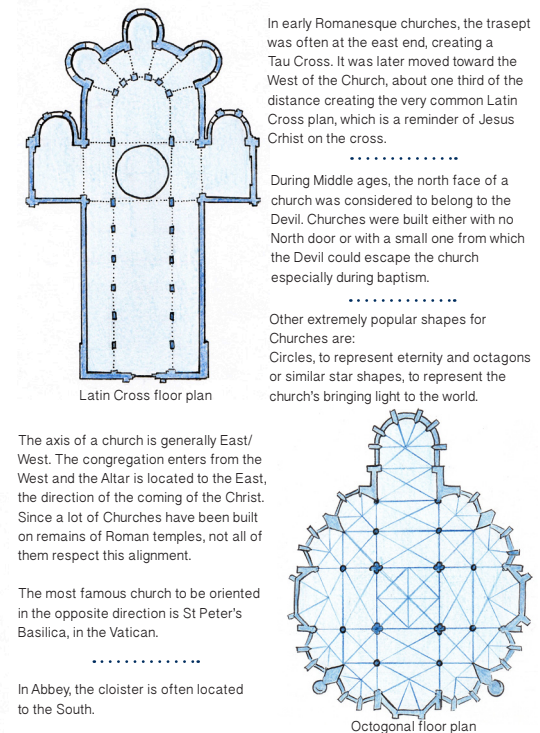 In early Romanesque churches, the trasept
was often at the east end, creating a
Tau Cross. It was later moved toward the
West of the Church, about one third of the
distance creating the very common Latin
Cross plan, which is a reminder of Jesus
Crhist on the cross.
During Middle ages, the north face of a
church was considered to belong to the
Devil. Churches were built either with no
North door or with a small one from which
the Devil could escape the church
especially during baptism.
Other extremely popular shapes for
Churches are:
Circles, to represent eternity and octagons
or similar star shapes, to represent the
church's bringing light to the world.
Latin Cross floor plan
The axis of a church is generally East/
West. The congregation enters from the
West and the Altar is located to the East,
the direction of the coming of the Christ.
Since a lot of Churches have been built
on remains of Roman temples, not all of
them respect this alignment.
The most famous church to be oriented
in the opposite direction is St Peter's
Basilica, in the Vatican.
In Abbey, the cloister is often located
to the South.
Octogonal floor plan